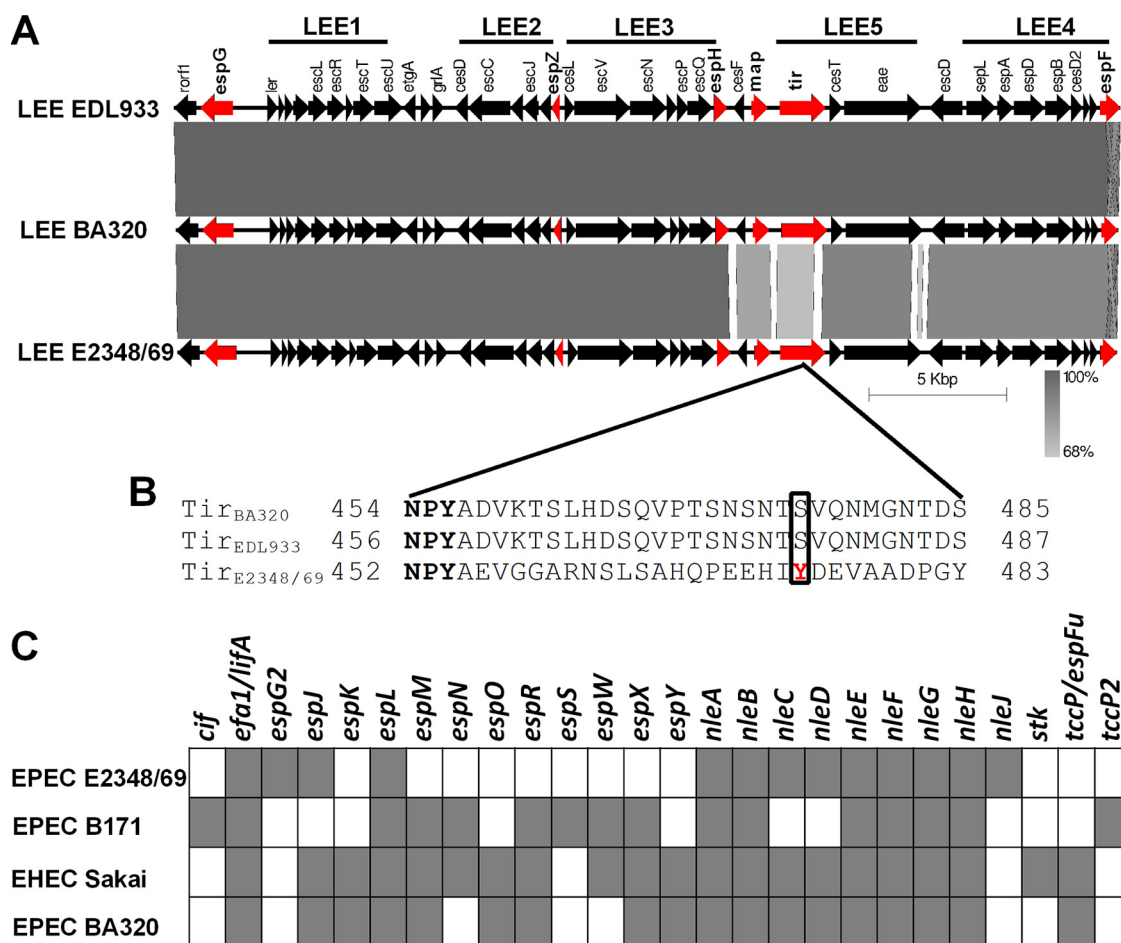 A
LEE1 LEE2 LEE3 LEE5 LEE4
rorf1 espG ler escL escR escT escU etgA grlA cesD escC escJ espZ cesL escV escN escP escQ espH cesF map tir cesT eae escD sepL espA espD espB cesD2 espF
LEE EDL933
LEE BA320
LEE E2348/69
5 Kbp
100%
68%
B
TirBA320 454 NPYADVKTSLHDSQVPTSNSNTSVQNMGNTDS 485
TirEDL933 456 NPYADVKTSLHDSQVPTSNSNTSVQNMGNTDS 487
TirE2348/69 452 NPYAEVGGARNSLSAHQPEEHIYDEVAADPGY 483
C
cif efa1/lifA espG2 espJ espK espL espM espN espO espR espS espW espX espY nleA nleB nleC nleD nleE nleF nleG nleH nleJ stk tccP/espFu tccP2
EPEC E2348/69
EPEC B171
EHEC Sakai
EPEC BA320